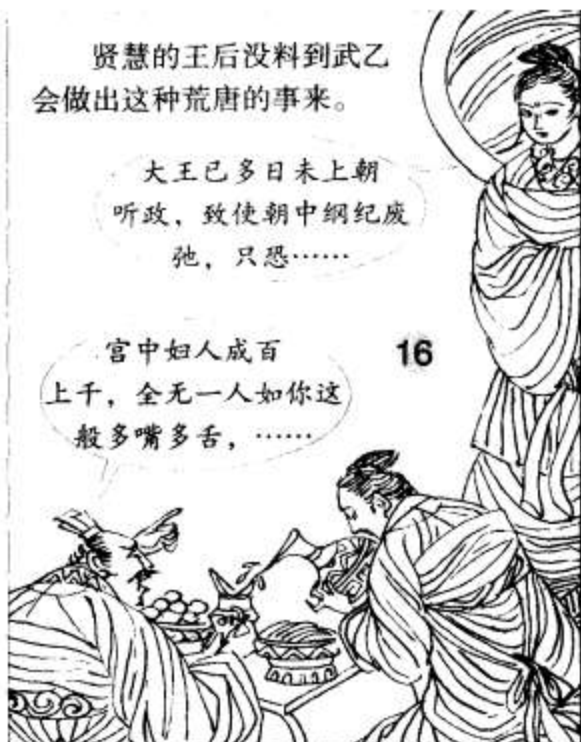 贤慧的王后没料到武乙
会做出这种荒唐的事来。
大王已多日未上朝
听政，致使朝中纲纪废
弛，只恐……
16
宫中妇人成百
上千，全无一人如你这
般多嘴多舌，……